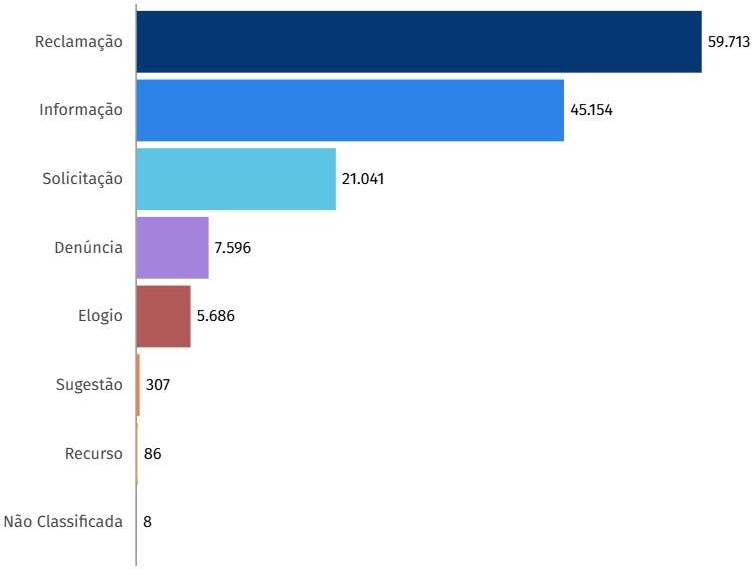 Reclamação 59.713
Informação 45.154
Solicitação 21.041
Denúncia 7.596
Elogio 5.686
Sugestão 307
Recurso 86
Não Classificada 8